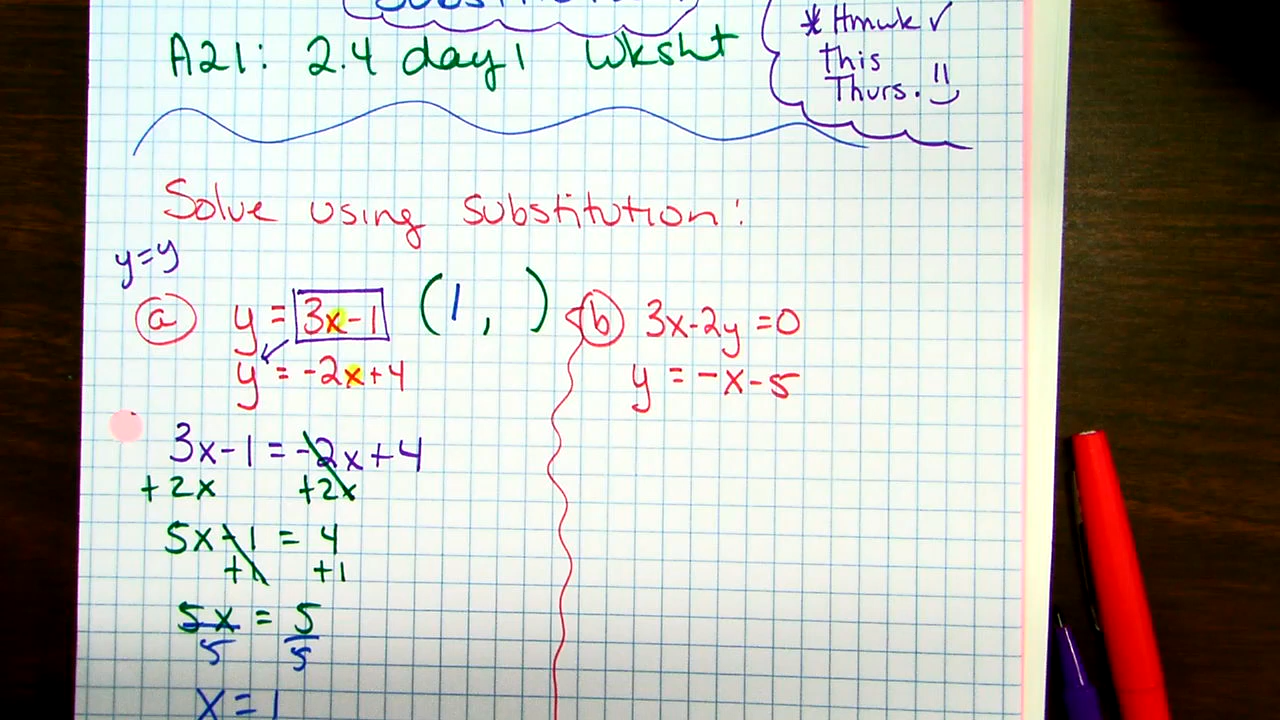 A21: 2.4 day 1 Wksht
* Hmwk ✓
this
Thurs.
Solve using substitution:
y=y
(a) y = 3x-1 (1, )
y = -2x+4
3x-1 = -2x+4
+2x +2x
5x-1 = 4
+1 +1
5x = 5
5 5
x = 1
(b) 3x-2y=0
y = -x-5